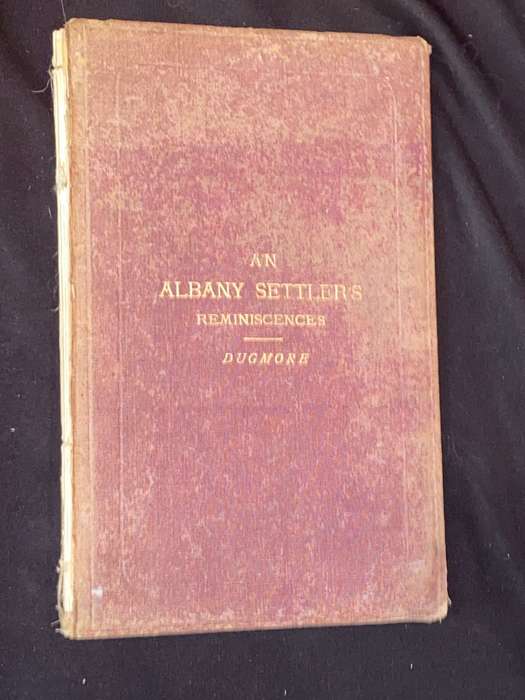 AN
ALBANY SETTLER'S
REMINISCENCES
DUGMORE